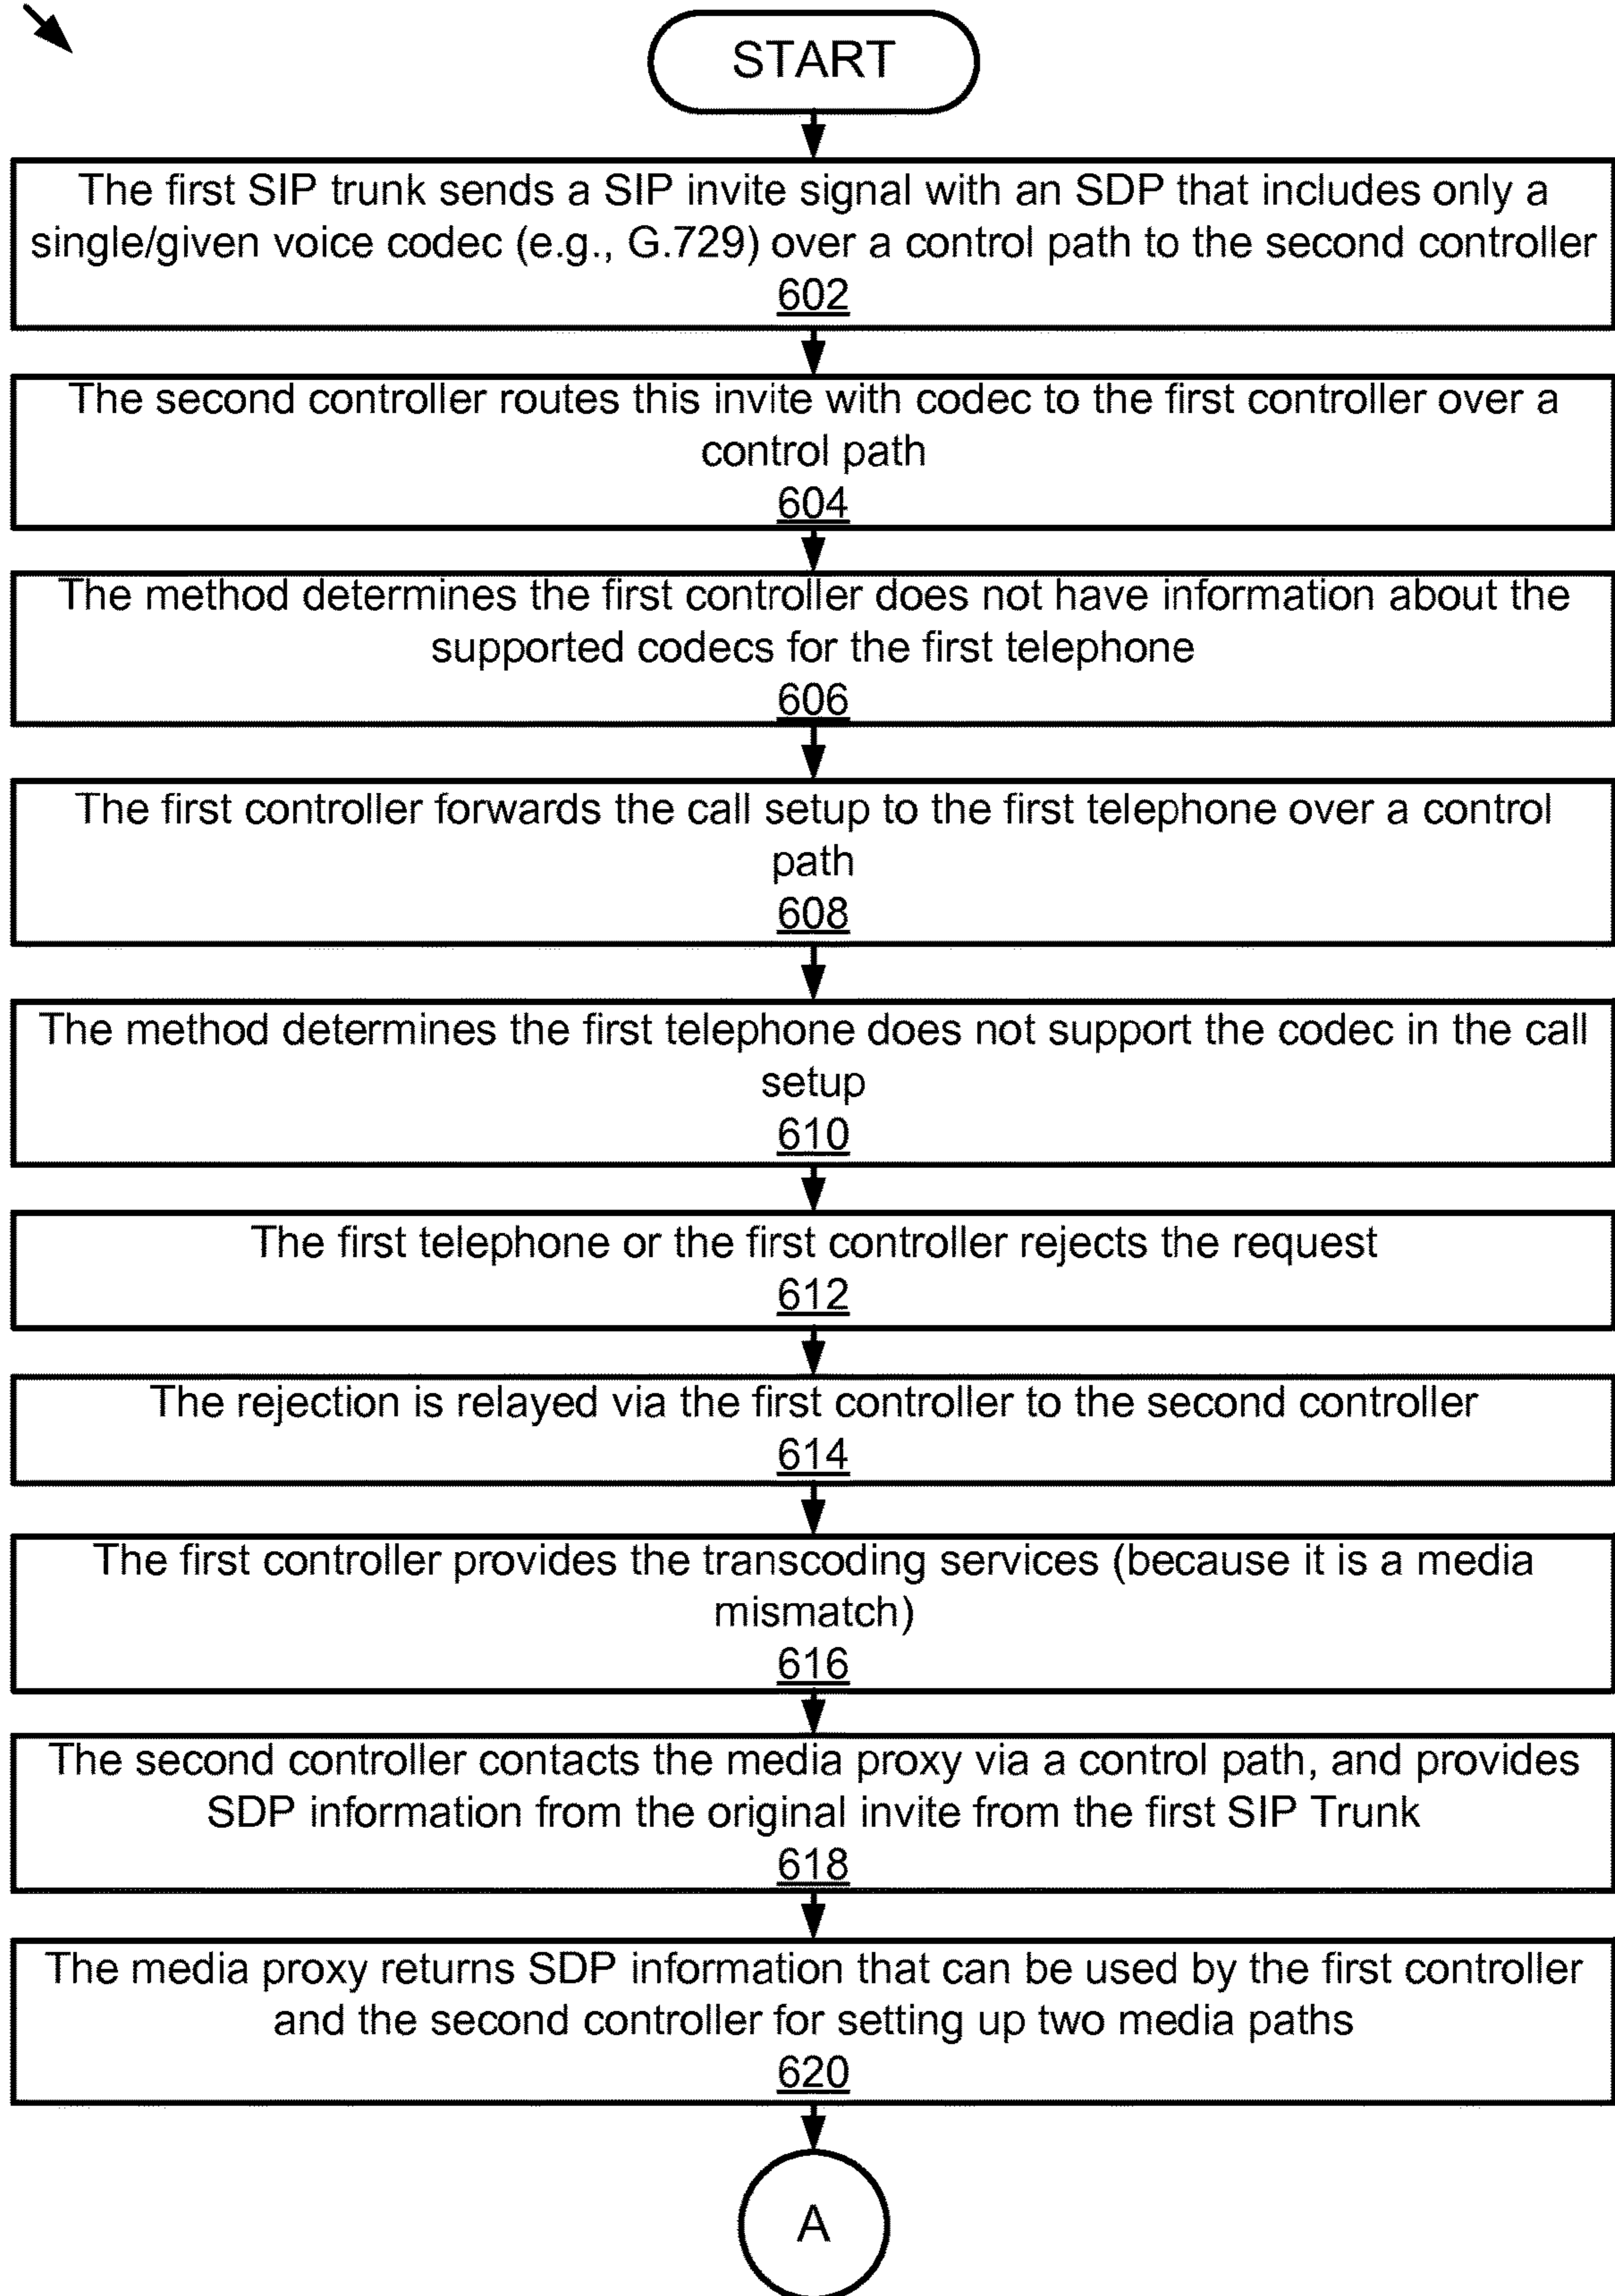 START
The first SIP trunk sends a SIP invite signal with an SDP that includes only a
single/given voice codec (e.g., G.729) over a control path to the second controller
602
The second controller routes this invite with codec to the first controller over a
control path
604
The method determines the first controller does not have information about the
supported codecs for the first telephone
606
The first controller forwards the call setup to the first telephone over a control
path
608
The method determines the first telephone does not support the codec in the call
setup
610
The first telephone or the first controller rejects the request
612
The rejection is relayed via the first controller to the second controller
614
The first controller provides the transcoding services (because it is a media
mismatch)
616
The second controller contacts the media proxy via a control path, and provides
SDP information from the original invite from the first SIP Trunk
618
The media proxy returns SDP information that can be used by the first controller
and the second controller for setting up two media paths
620
A